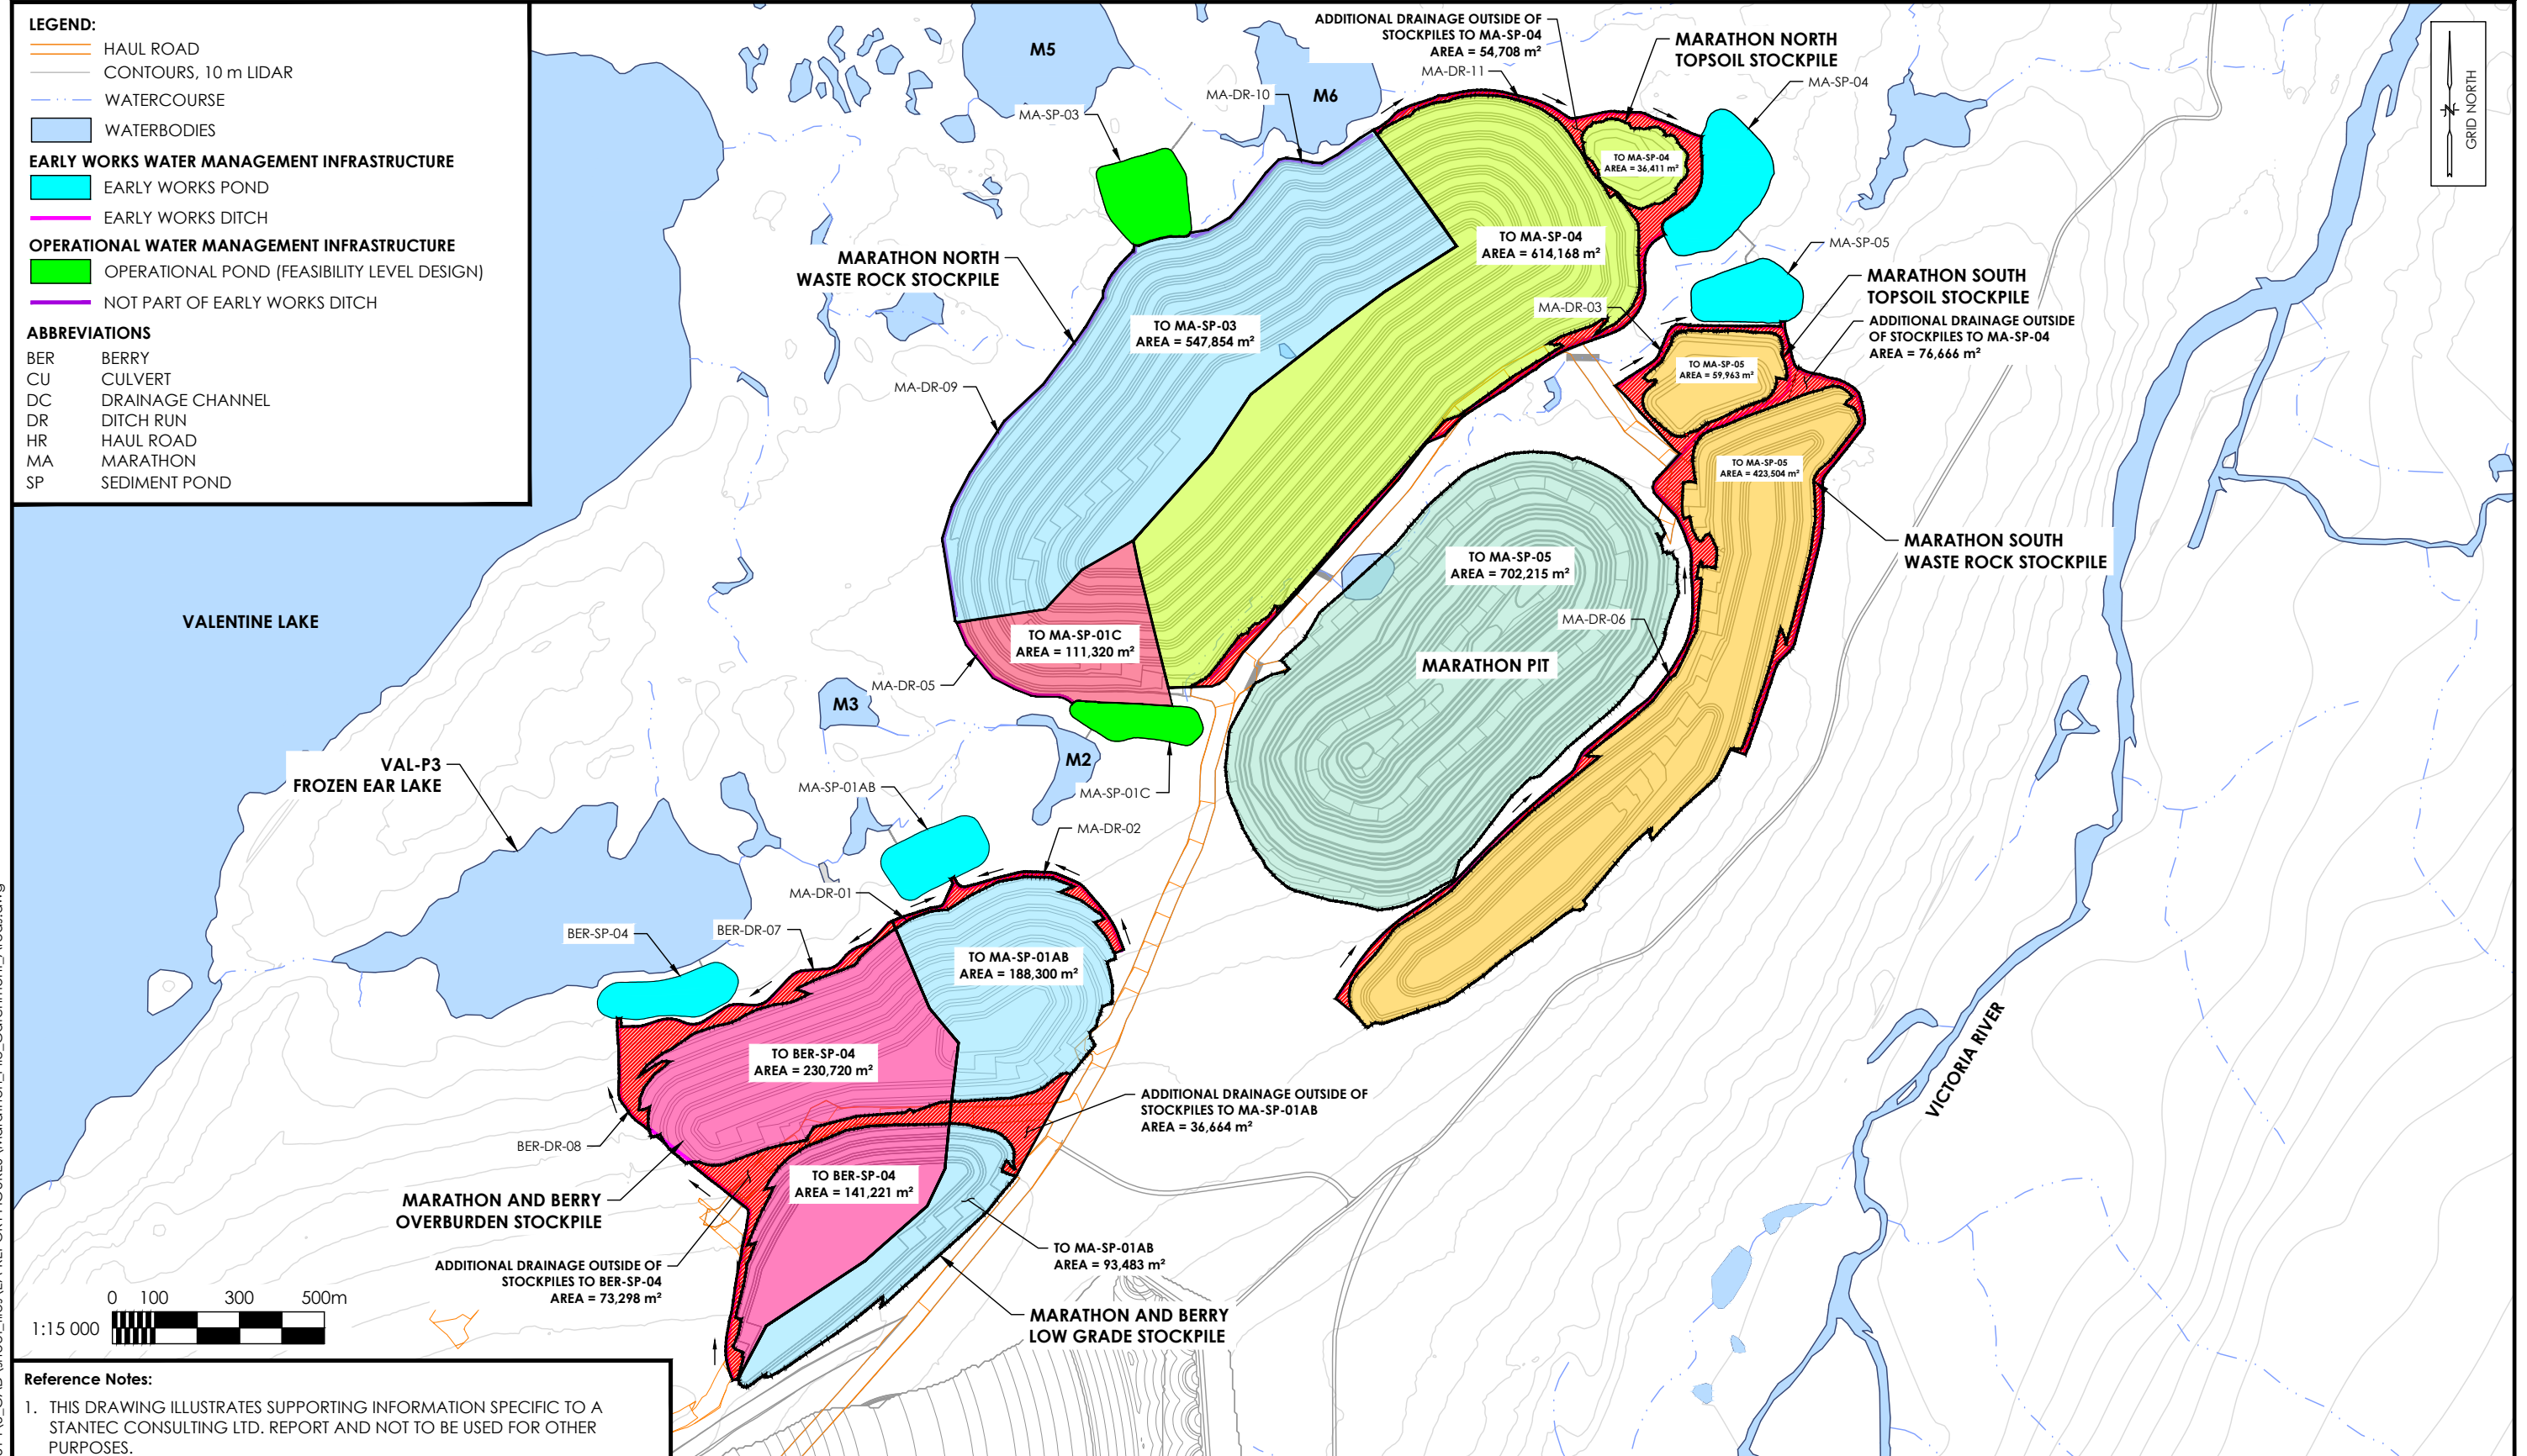 LEGEND:
HAUL ROAD
CONTOURS, 10 m LIDAR
WATERCOURSE
WATERBODIES
EARLY WORKS WATER MANAGEMENT INFRASTRUCTURE
EARLY WORKS POND
EARLY WORKS DITCH
OPERATIONAL WATER MANAGEMENT INFRASTRUCTURE
OPERATIONAL POND (FEASIBILITY LEVEL DESIGN)
NOT PART OF EARLY WORKS DITCH
ABBREVIATIONS
BER BERRY
CU CULVERT
DC DRAINAGE CHANNEL
DR DITCH RUN
HR HAUL ROAD
MA MARATHON
SP SEDIMENT POND
M5
ADDITIONAL DRAINAGE OUTSIDE OF
STOCKPILES TO MA-SP-04
AREA = 54,708 m²
MARATHON NORTH
TOPSOIL STOCKPILE
MA-DR-11
MA-SP-04
MA-DR-10
M6
MA-SP-03
N
GRID NORTH
TO MA-SP-04
AREA = 36,411 m²
MARATHON NORTH
WASTE ROCK STOCKPILE
TO MA-SP-04
AREA = 614,168 m²
MA-SP-05
MARATHON SOUTH
TOPSOIL STOCKPILE
MA-DR-03
ADDITIONAL DRAINAGE OUTSIDE
OF STOCKPILES TO MA-SP-04
AREA = 76,666 m²
TO MA-SP-03
AREA = 547,854 m²
TO MA-SP-05
AREA = 59,963 m²
MA-DR-09
TO MA-SP-05
AREA = 423,504 m²
MARATHON SOUTH
WASTE ROCK STOCKPILE
TO MA-SP-05
AREA = 702,215 m²
MA-DR-06
VALENTINE LAKE
TO MA-SP-01C
AREA = 111,320 m²
MARATHON PIT
MA-DR-05
M3
M2
VAL-P3
FROZEN EAR LAKE
MA-SP-01AB
MA-SP-01C
MA-DR-02
MA-DR-01
BER-DR-07
BER-SP-04
TO MA-SP-01AB
AREA = 188,300 m²
TO BER-SP-04
AREA = 230,720 m²
VICTORIA RIVER
ADDITIONAL DRAINAGE OUTSIDE OF
STOCKPILES TO MA-SP-01AB
AREA = 36,664 m²
BER-DR-08
TO BER-SP-04
AREA = 141,221 m²
MARATHON AND BERRY
OVERBURDEN STOCKPILE
TO MA-SP-01AB
AREA = 93,483 m²
ADDITIONAL DRAINAGE OUTSIDE OF
STOCKPILES TO BER-SP-04
AREA = 73,298 m²
MARATHON AND BERRY
LOW GRADE STOCKPILE
0 100 300 500m
1:15 000
Reference Notes:
1. THIS DRAWING ILLUSTRATES SUPPORTING INFORMATION SPECIFIC TO A
STANTEC CONSULTING LTD. REPORT AND NOT TO BE USED FOR OTHER
PURPOSES.